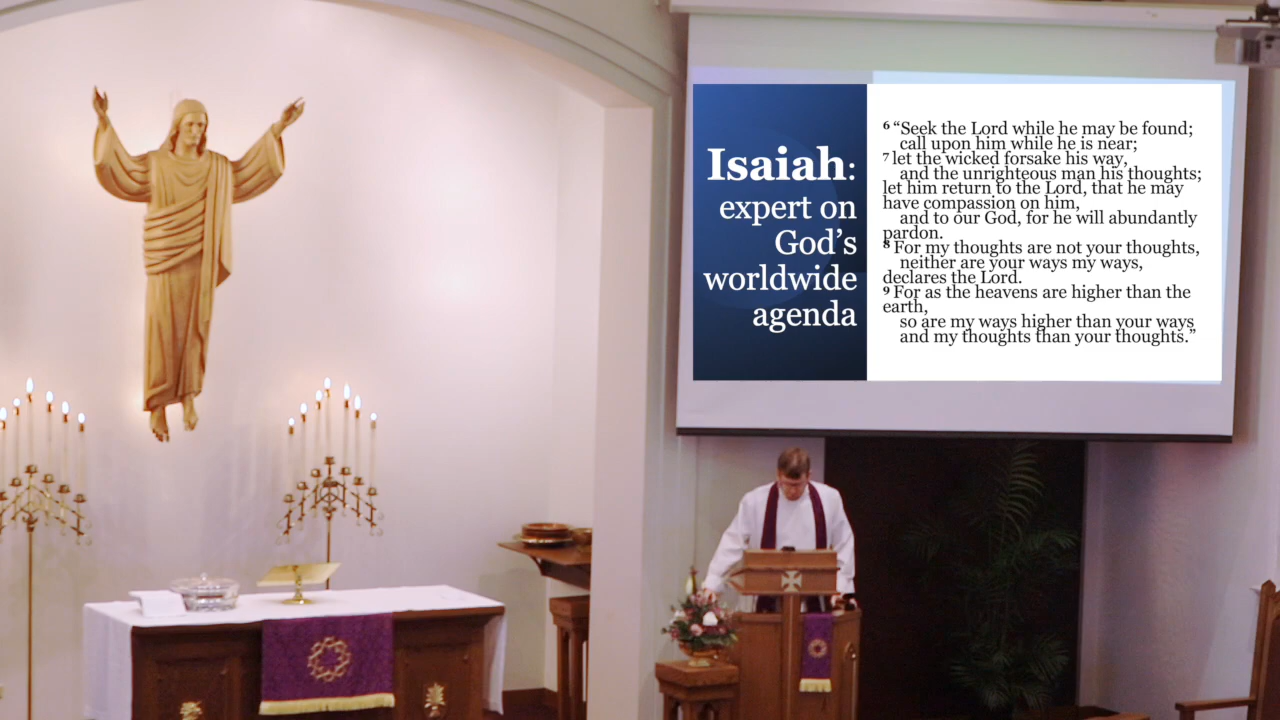 Isaiah:
expert on
God's
worldwide
agenda
6 “Seek the Lord while he may be found;
call upon him while he is near;
7 let the wicked forsake his way,
and the unrighteous man his thoughts;
let him return to the Lord, that he may
have compassion on him,
and to our God, for he will abundantly
pardon.
8 For my thoughts are not your thoughts,
neither are your ways my ways,
declares the Lord.
9 For as the heavens are higher than the
earth,
so are my ways higher than your ways
and my thoughts than your thoughts.”